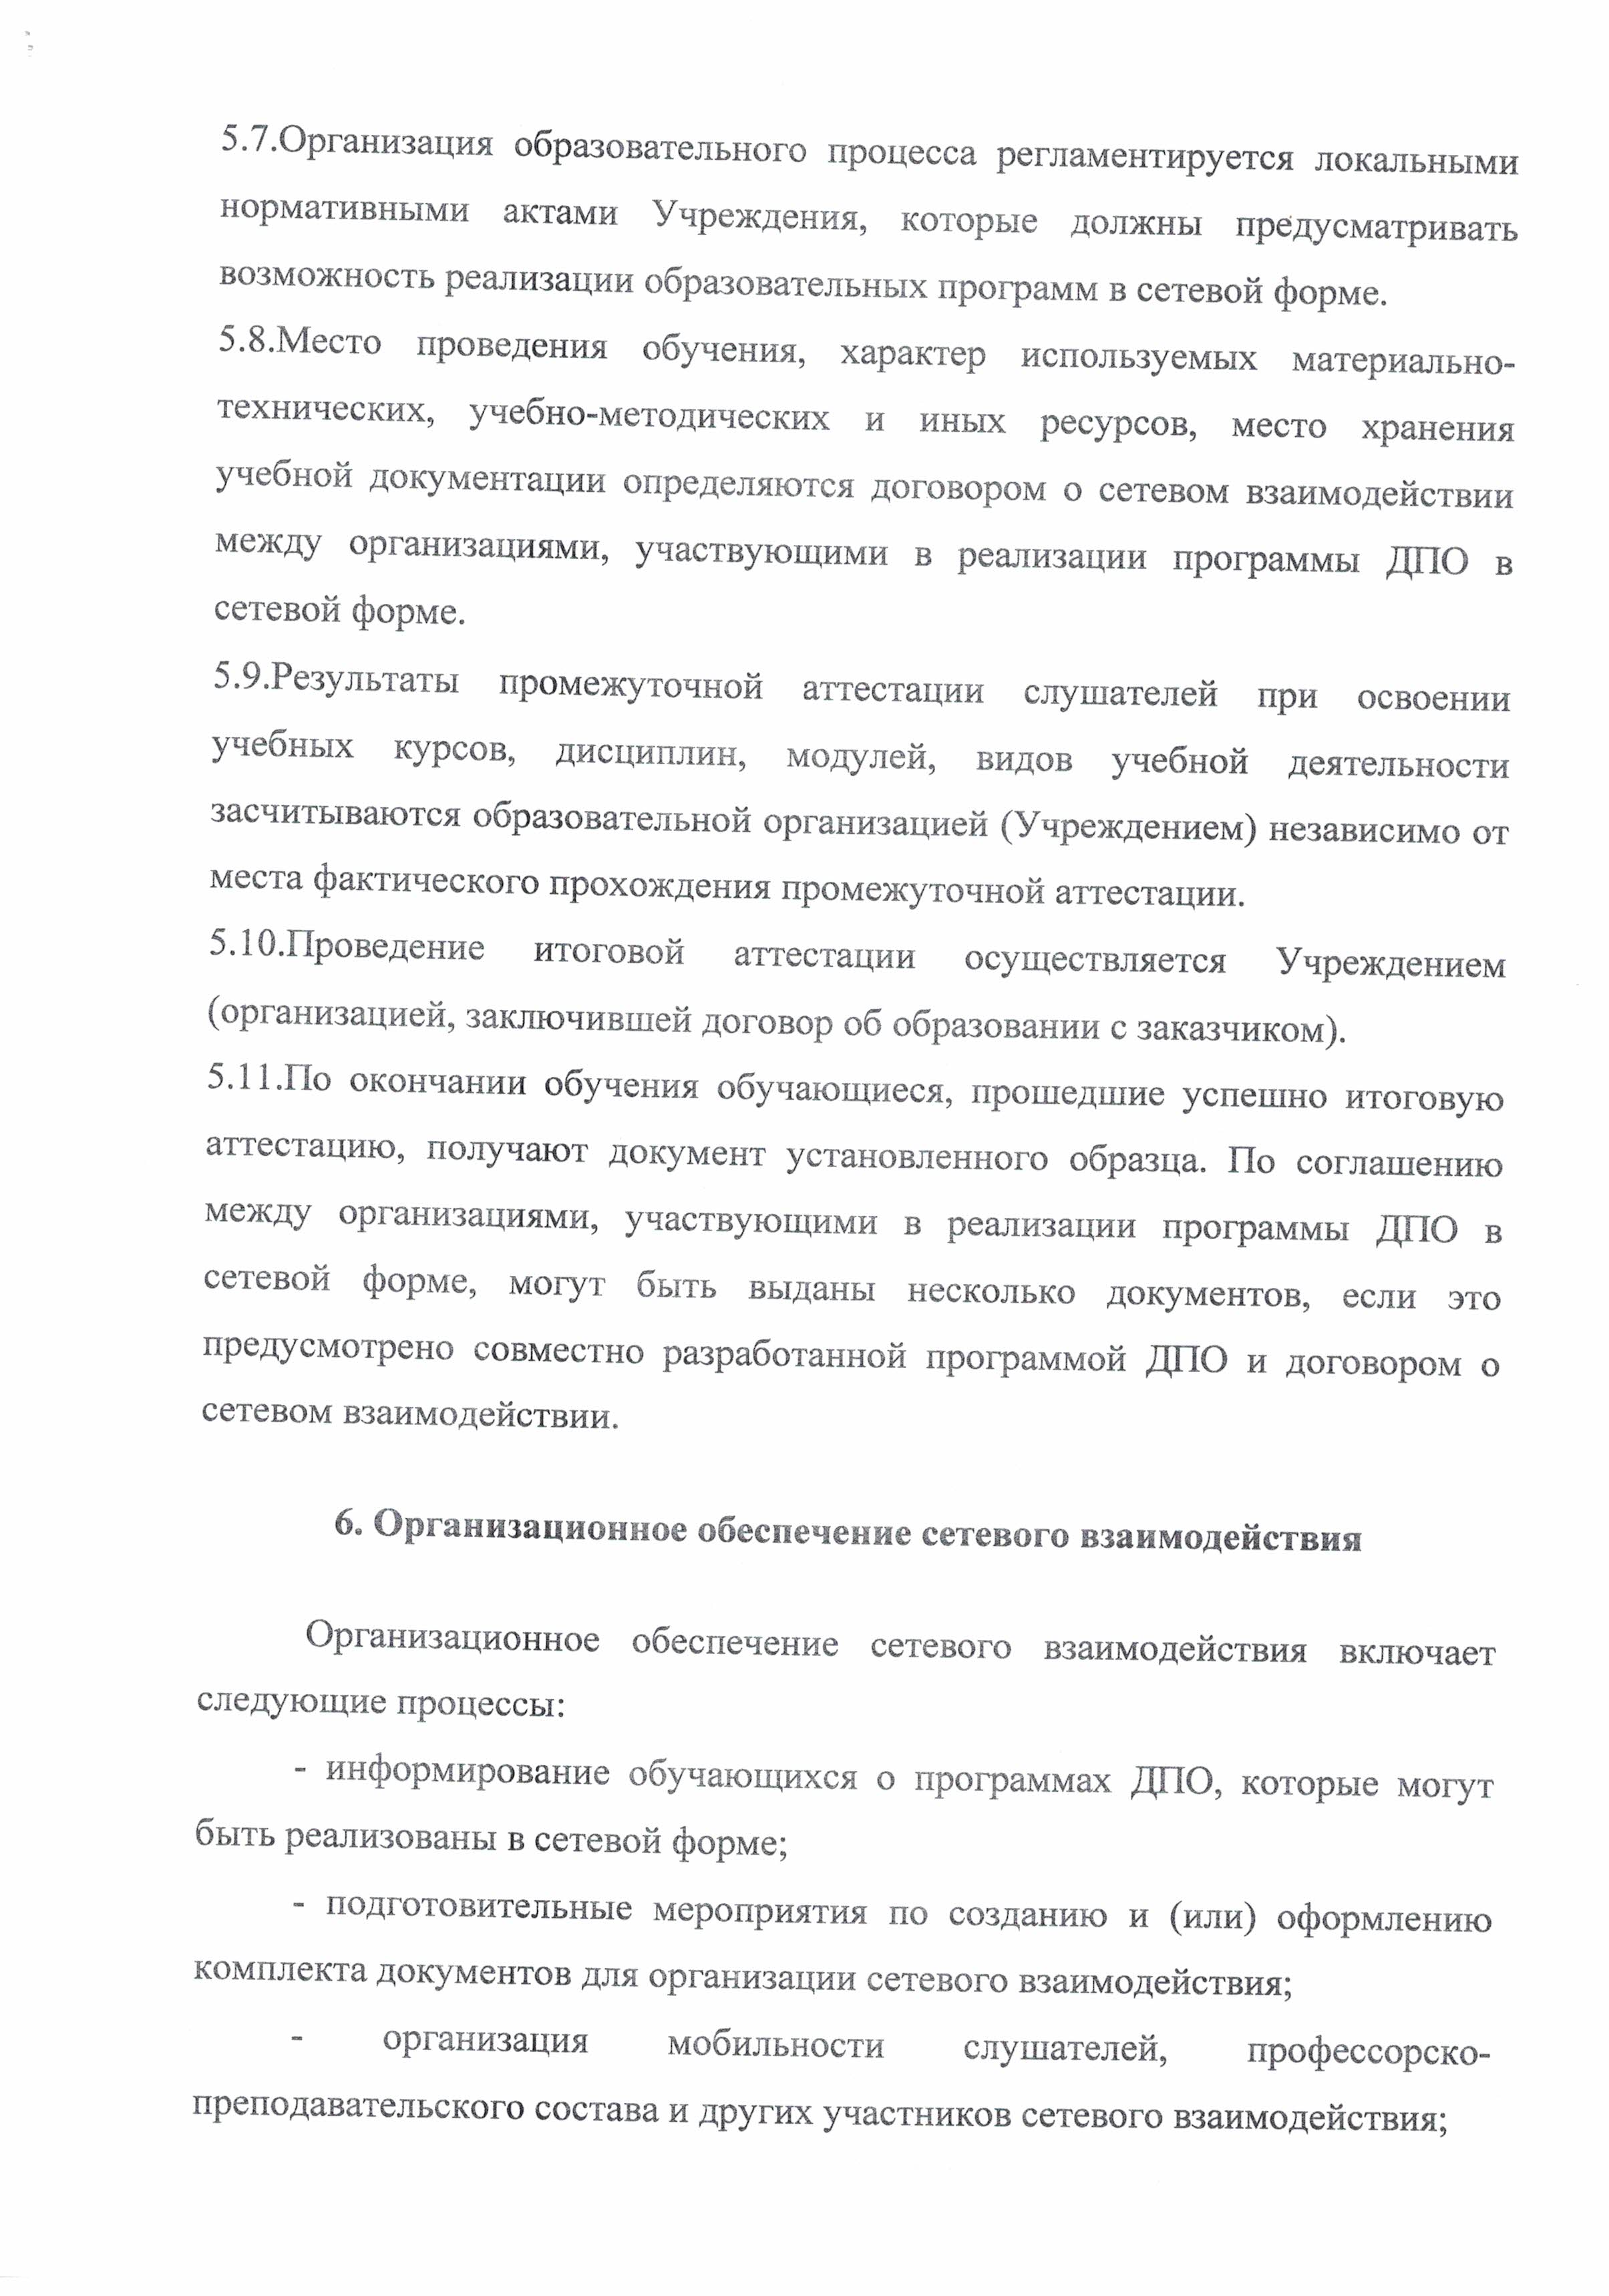 5.7.Организация образовательного процесса регламентируется локальными
нормативными актами Учреждения, которые должны предусматривать
возможность реализации образовательных программ в сетевой форме.
5.8.Место проведения обучения, характер используемых материально-
технических, учебно-методических и иных ресурсов, место хранения
учебной документации определяются договором о сетевом взаимодействии
между организациями, участвующими в реализации программы ДПО в
сетевой форме.
5.9.Результаты промежуточной аттестации слушателей при освоении
учебных курсов, дисциплин, модулей, видов учебной деятельности
засчитываются образовательной организацией (Учреждением) независимо от
места фактического прохождения промежуточной аттестации.
5.10.Проведение итоговой аттестации осуществляется Учреждением
(организацией, заключившей договор об образовании с заказчиком).
5.11.По окончании обучения обучающиеся, прошедшие успешно итоговую
аттестацию, получают документ установленного образца. По соглашению
между организациями, участвующими в реализации программы ДПО в
сетевой форме, могут быть выданы несколько документов, если это
предусмотрено совместно разработанной программой ДПО и договором о
сетевом взаимодействии.
6. Организационное обеспечение сетевого взаимодействия
Организационное обеспечение сетевого взаимодействия включает
следующие процессы:
- информирование обучающихся о программах ДПО, которые могут
быть реализованы в сетевой форме;
- подготовительные мероприятия по созданию и (или) оформлению
комплекта документов для организации сетевого взаимодействия;
- организация мобильности слушателей, профессорско-
преподавательского состава и других участников сетевого взаимодействия;